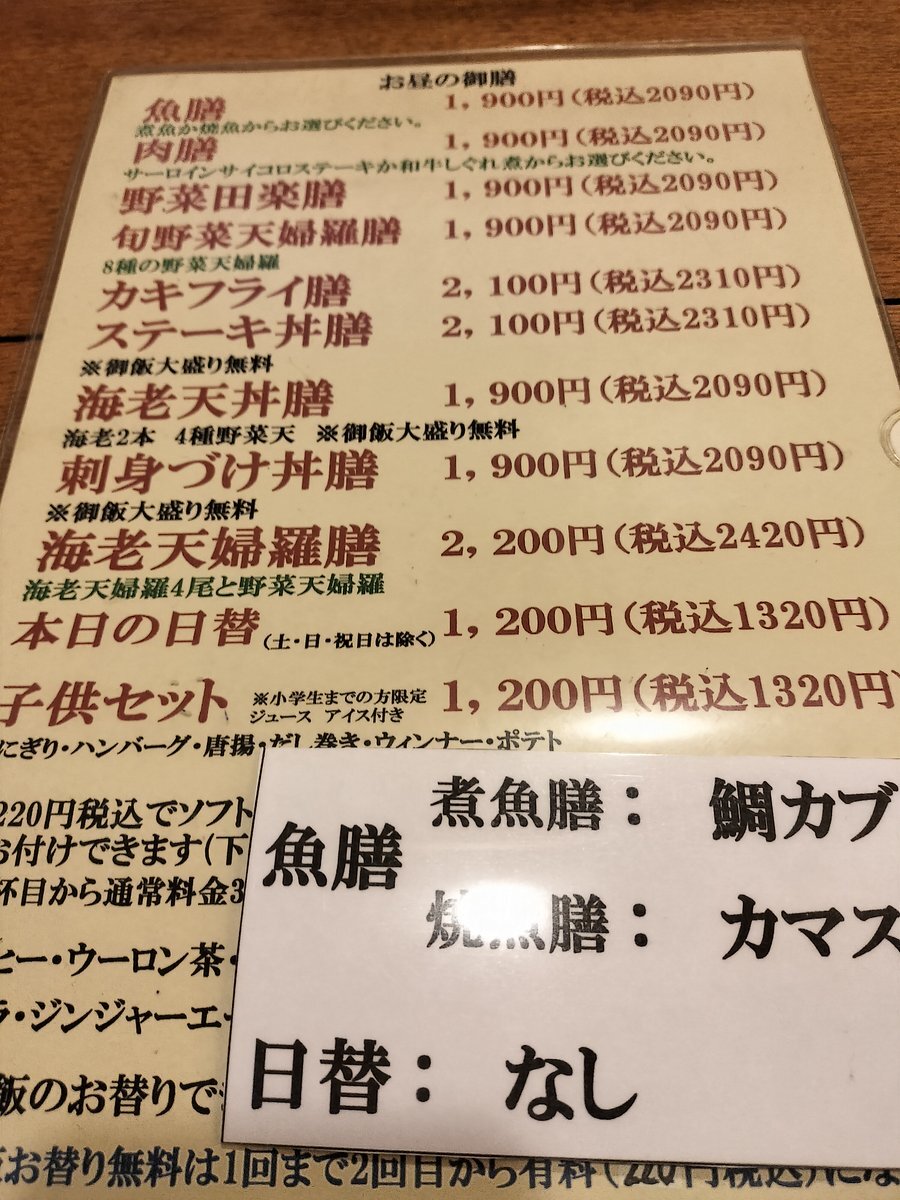 お昼の御膳
魚膳 1,900円(税込2090円)
煮魚か焼魚からお選びください。
肉膳 1,900円(税込2090円)
サーロインサイコロステーキか和牛しぐれ煮からお選びください。
野菜田楽膳 1,900円(税込2090円)
旬野菜天婦羅膳 1,900円(税込2090円)
8種の野菜天婦羅
カキフライ膳 2,100円(税込2310円)
ステーキ丼膳 2,100円(税込2310円)
※御飯大盛り無料
海老天丼膳 1,900円(税込2090円)
海老2本 4種野菜天 ※御飯大盛り無料
刺身づけ丼膳 1,900円(税込2090円)
※御飯大盛り無料
海老天婦羅膳 2,200円(税込2420円)
海老天婦羅4尾と野菜天婦羅
本日の日替(土・日・祝日は除く) 1,200円(税込1320円)
子供セット ※小学生までの方限定 1,200円(税込1320円)
ジュース アイス付き
にぎり・ハンバーグ・唐揚・だし巻き・ウィンナー・ポテト
220円税込でソフト
お付けできます(下
杯目から通常料金3
ヒー・ウーロン茶・
ラ・ジンジャーエー
飯のお替りでき
お替り無料は1回まで2回目から有料(220円税込)にな
魚膳
煮魚膳: 鯛カブ
焼魚膳: カマス
日替: なし